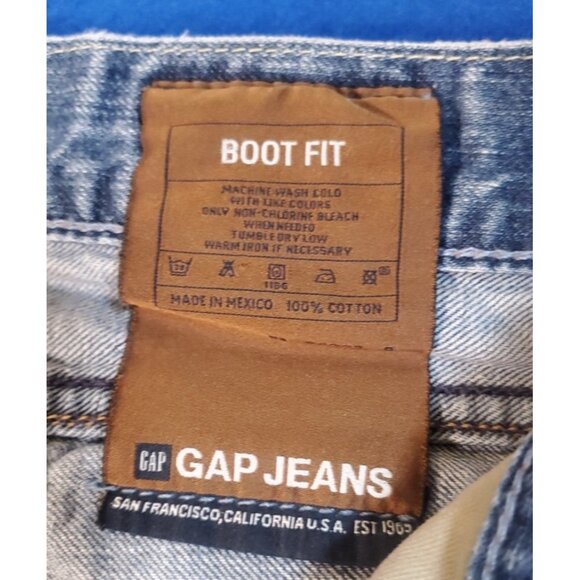 BOOT FIT
MACHINE WASH COLD
WITH LIKE COLORS
ONLY NON-CHLORINE BLEACH
WHEN NEEDED
TUMBLE DRY LOW
WARM IRON IF NECESSARY
MADE IN MEXICO 100% COTTON
GAP GAP JEANS
SAN FRANCISCO, CALIFORNIA U.S.A. EST 1969